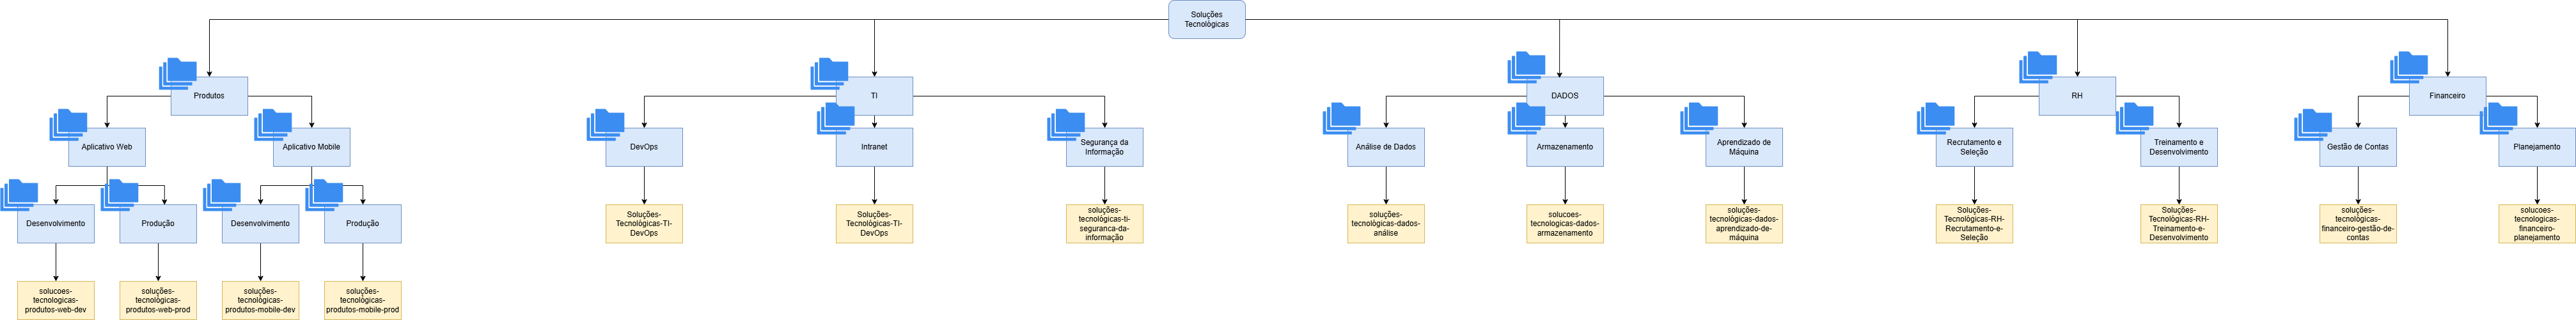 Soluções
Tecnológicas
Produtos
TI
DADOS
RH
Financeiro
Aplicativo Web
Aplicativo Mobile
DevOps
Intranet
Segurança da
Informação
Análise de Dados
Armazenamento
Aprendizado de
Máquina
Recrutamento e
Seleção
Treinamento e
Desenvolvimento
Gestão de Contas
Planejamento
Desenvolvimento
Produção
Desenvolvimento
Produção
Soluções-
Tecnológicas-TI-
DevOps
Soluções-
Tecnológicas-TI-
DevOps
soluções-
tecnológicas-ti-
seguranca-da-
informação
soluções-
tecnológicas-dados-
análise
solucoes-
tecnologicas-dados-
armazenamento
soluções-
tecnológicas-dados-
aprendizado-de-
máquina
Soluções-
Tecnológicas-RH-
Recrutamento-e-
Seleção
Soluções-
Tecnológicas-RH-
Treinamento-e-
Desenvolvimento
soluções-
tecnológicas-
financeiro-gestão-de-
contas
solucoes-
tecnologicas-
financeiro-
planejamento
solucoes-
tecnologicas-
produtos-web-dev
soluções-
tecnológicas-
produtos-web-prod
soluções-
tecnológicas-
produtos-mobile-dev
soluções-
tecnológicas-
produtos-mobile-prod